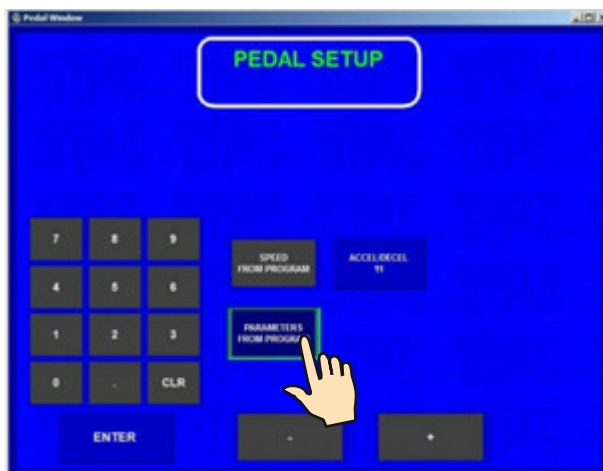 Pedal Window
PEDAL SETUP
7 8 9
SPEED
FROM PROGRAM
ACCEL/DECEL
11
4 5 6
PARAMETERS
FROM PROGRAM
1 2 3
0 . CLR
ENTER - +